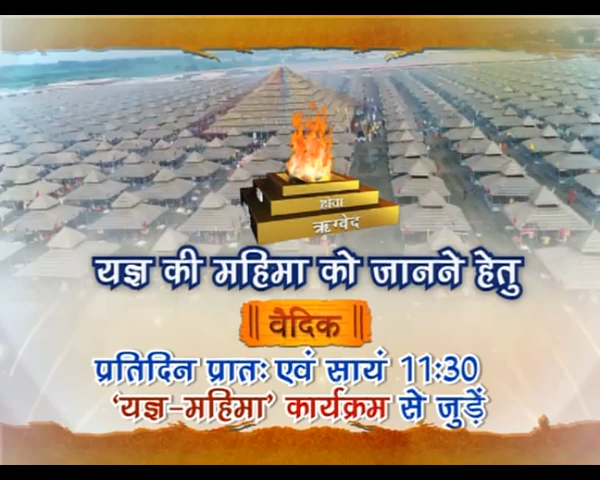 होता
ऋग्वेद
यज्ञ की महिमा को जानने हेतु
॥ वैदिक ॥
प्रतिदिन प्रातः एवं सायं 11:30
‘यज्ञ-महिमा’ कार्यक्रम से जुड़ें